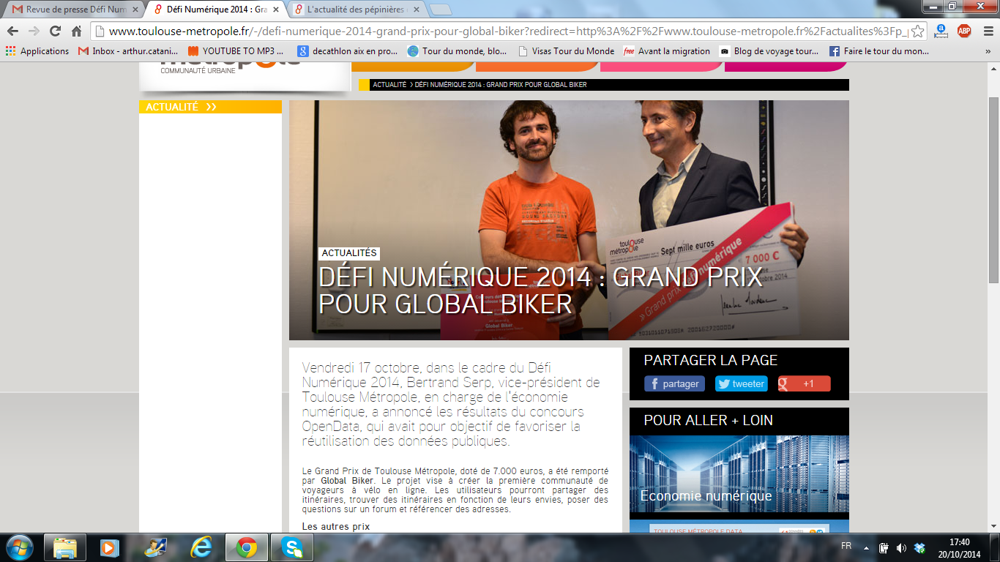 Revue de presse Défi Num
Défi Numérique 2014 : Gra
L'actualité des pépinières
www.toulouse-metropole.fr/-/defi-numerique-2014-grand-prix-pour-global-biker?redirect=http%3A%2F%2Fwww.toulouse-metropole.fr%2Factualites%3Fp_
ABP
Applications
Inbox - arthur.catani...
YOUTUBE TO MP3 ...
decathlon aix en pro...
Tour du monde, blo...
Visas Tour du Monde
free Avant la migration
Blog de voyage tour...
Faire le tour du mon...
métropole
COMMUNAUTÉ URBAINE
ACTUALITÉ > DÉFI NUMÉRIQUE 2014 : GRAND PRIX POUR GLOBAL BIKER
ACTUALITÉ >>
toulouse
métropole
Sept mille euros
7 000 €
octobre 2014
» Grand prix défi numérique
Global Biker
ACTUALITÉS
DÉFI NUMÉRIQUE 2014 : GRAND PRIX
POUR GLOBAL BIKER
Vendredi 17 octobre, dans le cadre du Défi
Numérique 2014, Bertrand Serp, vice-président de
Toulouse Métropole, en charge de l'économie
numérique, a annoncé les résultats du concours
OpenData, qui avait pour objectif de favoriser la
réutilisation des données publiques.
Le Grand Prix de Toulouse Métropole, doté de 7.000 euros, a été remporté
par Global Biker. Le projet vise à créer la première communauté de
voyageurs à vélo en ligne. Les utilisateurs pourront partager des
itinéraires, trouver des itinéraires en fonction de leurs envies, poser des
questions sur un forum et référencer des adresses.
Les autres prix
PARTAGER LA PAGE
partager
tweeter
+1
POUR ALLER + LOIN
Economie numérique
TOULOUSE MÉTROPOLE DATA
FR
17:40
20/10/2014